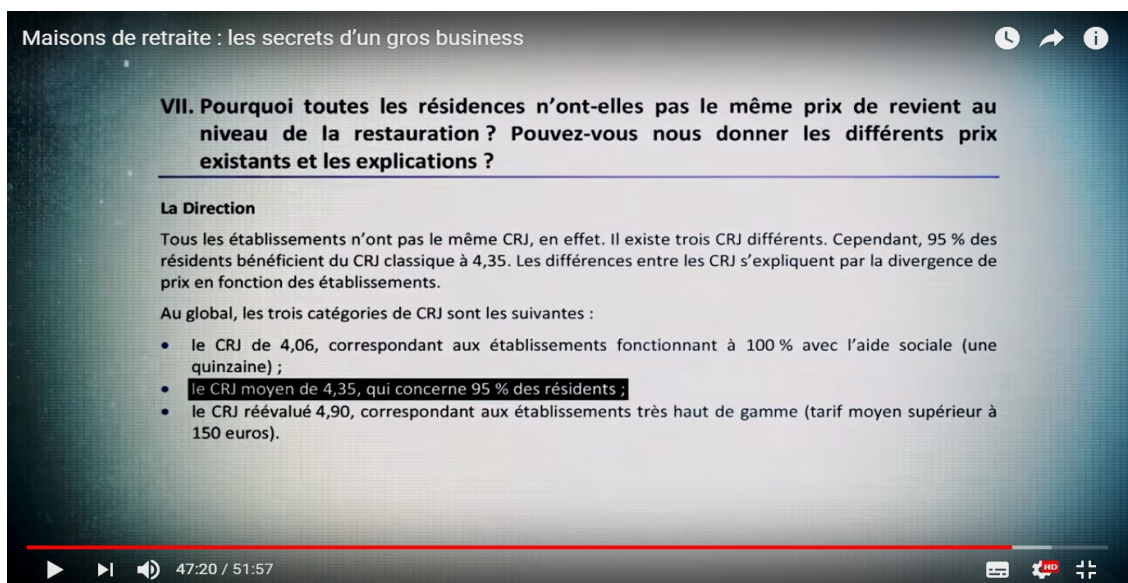 Maisons de retraite : les secrets d’un gros business
VII. Pourquoi toutes les résidences n’ont-elles pas le même prix de revient au
niveau de la restauration ? Pouvez-vous nous donner les différents prix
existants et les explications ?
La Direction
Tous les établissements n’ont pas le même CRJ, en effet. Il existe trois CRJ différents. Cependant, 95 % des
résidents bénéficient du CRJ classique à 4,35. Les différences entre les CRJ s’expliquent par la divergence de
prix en fonction des établissements.
Au global, les trois catégories de CRJ sont les suivantes :
• le CRJ de 4,06, correspondant aux établissements fonctionnant à 100 % avec l’aide sociale (une
quinzaine) ;
• le CRJ moyen de 4,35, qui concerne 95 % des résidents ;
• le CRJ réévalué 4,90, correspondant aux établissements très haut de gamme (tarif moyen supérieur à
150 euros).
47:20 / 51:57
HD